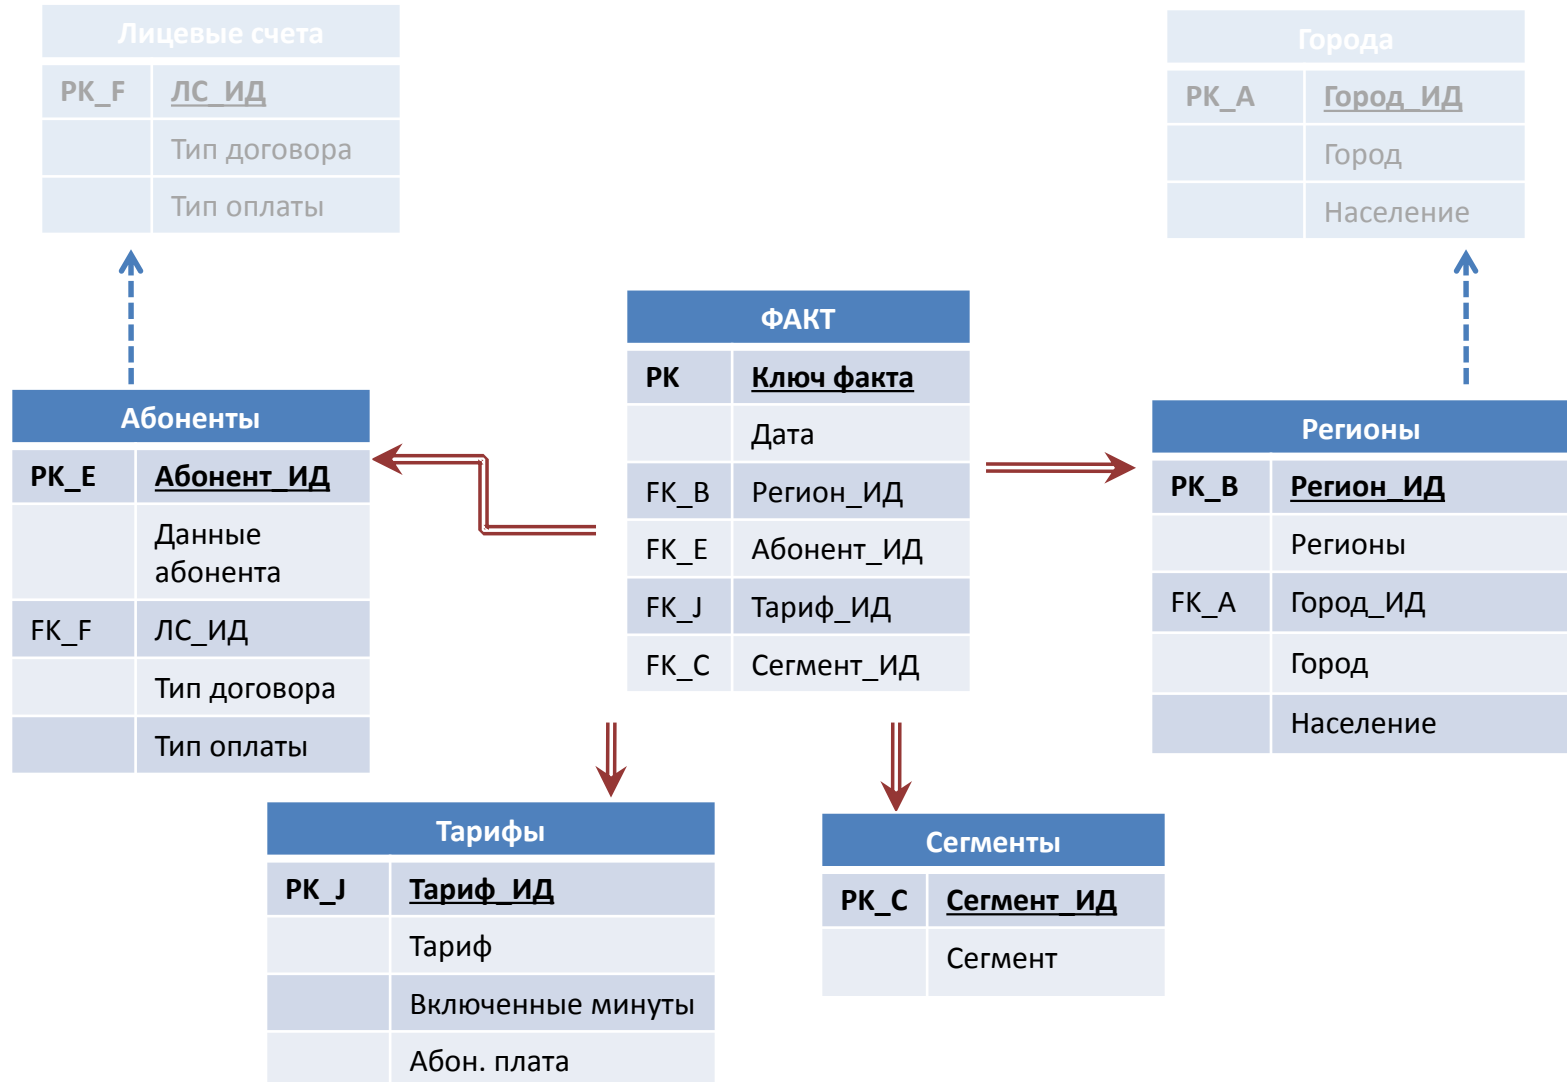 Лицевые счета
PK_F ЛС_ИД
Тип договора
Тип оплаты
Города
PK_A Город_ИД
Город
Население
ФАКТ
PK Ключ факта
Дата
FK_B Регион_ИД
FK_E Абонент_ИД
FK_J Тариф_ИД
FK_C Сегмент_ИД
Абоненты
PK_E Абонент_ИД
Данные
абонента
FK_F ЛС_ИД
Тип договора
Тип оплаты
Регионы
PK_B Регион_ИД
Регионы
FK_A Город_ИД
Город
Население
Тарифы
PK_J Тариф_ИД
Тариф
Включенные минуты
Абон. плата
Сегменты
PK_C Сегмент_ИД
Сегмент